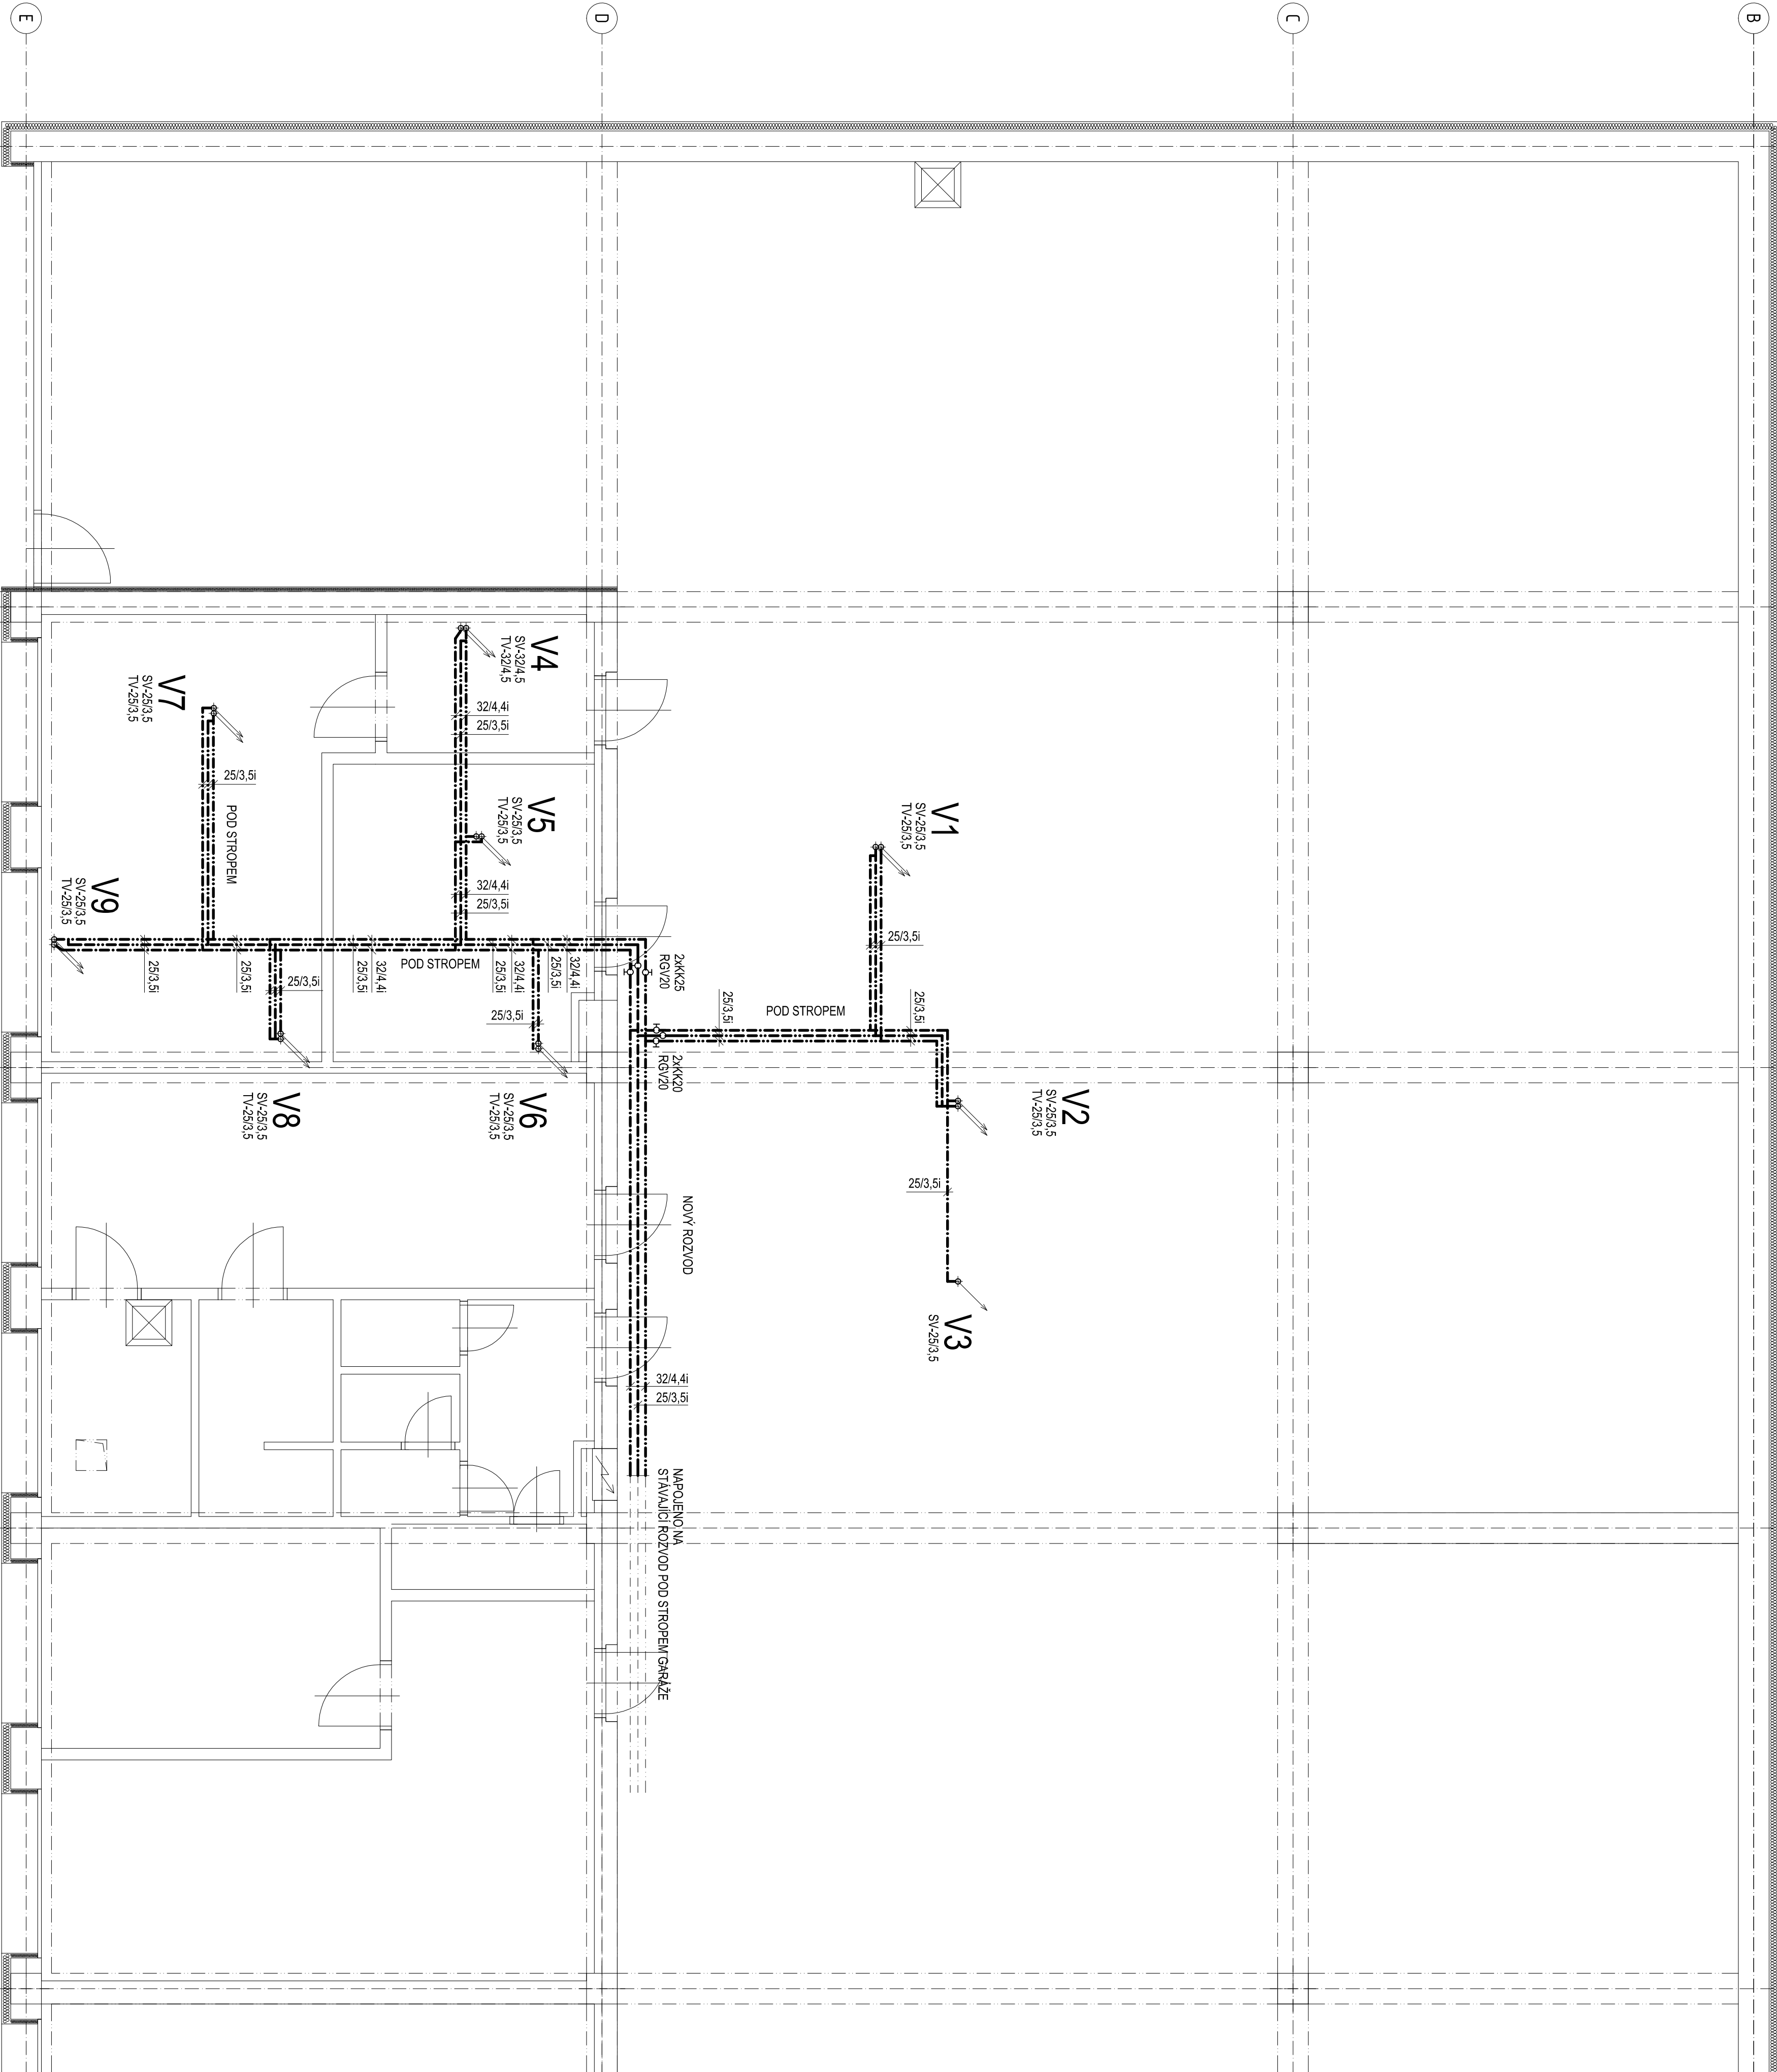 E
D
C
B
V4
SV-32/4,5
TV-32/4,5
32/4,4i
25/3,5i
V7
SV-25/3,5
TV-25/3,5
25/3,5i
POD STROPEM
V5
SV-25/3,5
TV-25/3,5
32/4,4i
25/3,5i
V1
SV-25/3,5
TV-25/3,5
25/3,5i
V9
SV-25/3,5
TV-25/3,5
25/3,5i
25/3,5i
25/3,5i
32/4,4i
25/3,5i
POD STROPEM
32/4,4i
25/3,5i
32/4,4i
25/3,5i
25/3,5i
2xKK25
RGV20
25/3,5i
POD STROPEM
25/3,5i
2xKK20
RGV20
V8
SV-25/3,5
TV-25/3,5
V6
SV-25/3,5
TV-25/3,5
V2
SV-25/3,5
TV-25/3,5
25/3,5i
NOVÝ ROZVOD
V3
SV-25/3,5
32/4,4i
25/3,5i
NAPOJENO NA
STÁVAJÍCÍ ROZVOD POD STROPEM GARÁŽE